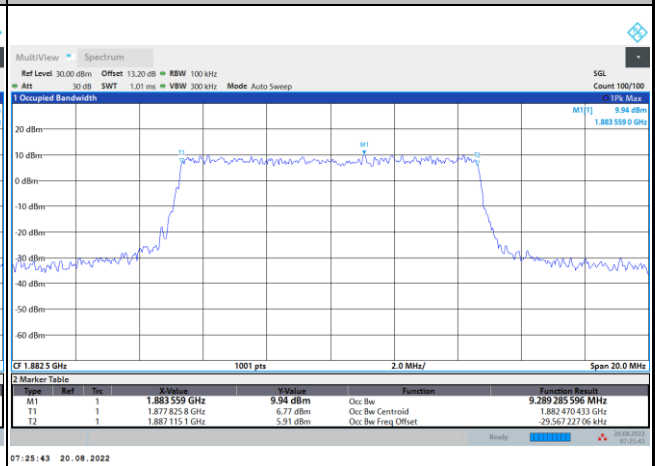 MultiView Spectrum
Ref Level 30.00 dBm Offset 13.20 dB RBW 100 kHz SGL
Att 30 dB SWT 1.01 ms VBW 300 kHz Mode Auto Sweep Count 100/100
1 Occupied Bandwidth 1Pk Max
M1[1] 9.94 dBm
1.883 559 0 GHz
20 dBm
M1
T1 T2
10 dBm
0 dBm
-10 dBm
-20 dBm
-30 dBm
-40 dBm
-50 dBm
-60 dBm
CF 1.882 5 GHz 1001 pts 2.0 MHz/ Span 20.0 MHz
2 Marker Table
Type Ref Trc X-Value Y-Value Function Function Result
M1 1 1.883 559 GHz 9.94 dBm Occ Bw 9.289 285 596 MHz
T1 1 1.877 825 8 GHz 6.77 dBm Occ Bw Centroid 1.882 470 433 GHz
T2 1 1.887 115 1 GHz 5.91 dBm Occ Bw Freq Offset -29.567 227 06 kHz
Ready 20.08.2022
07:25:43
07:25:43 20.08.2022